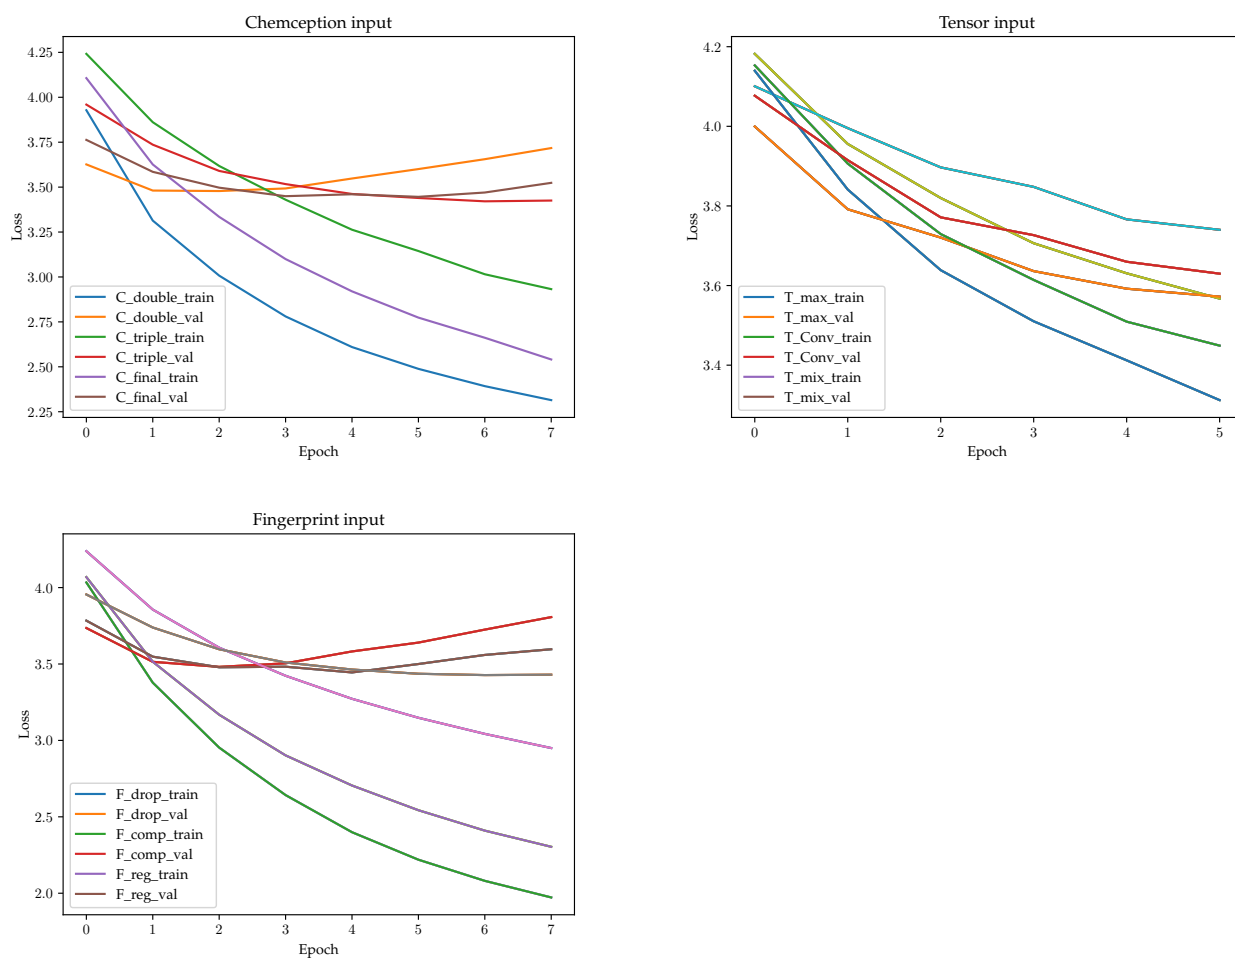 Chemception input
4.25
4.00
3.75
3.50
3.25
3.00
2.75
2.50
2.25
Loss
C_double_train
C_double_val
C_triple_train
C_triple_val
C_final_train
C_final_val
0 1 2 3 4 5 6 7
Epoch
Tensor input
4.2
4.0
3.8
3.6
3.4
Loss
T_max_train
T_max_val
T_Conv_train
T_Conv_val
T_mix_train
T_mix_val
0 1 2 3 4 5
Epoch
Fingerprint input
4.0
3.5
3.0
2.5
2.0
Loss
F_drop_train
F_drop_val
F_comp_train
F_comp_val
F_reg_train
F_reg_val
0 1 2 3 4 5 6 7
Epoch